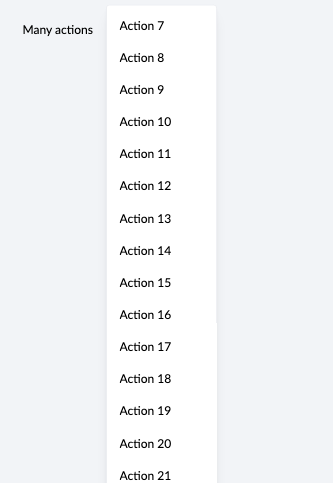 Many actions
Action 7
Action 8
Action 9
Action 10
Action 11
Action 12
Action 13
Action 14
Action 15
Action 16
Action 17
Action 18
Action 19
Action 20
Action 21